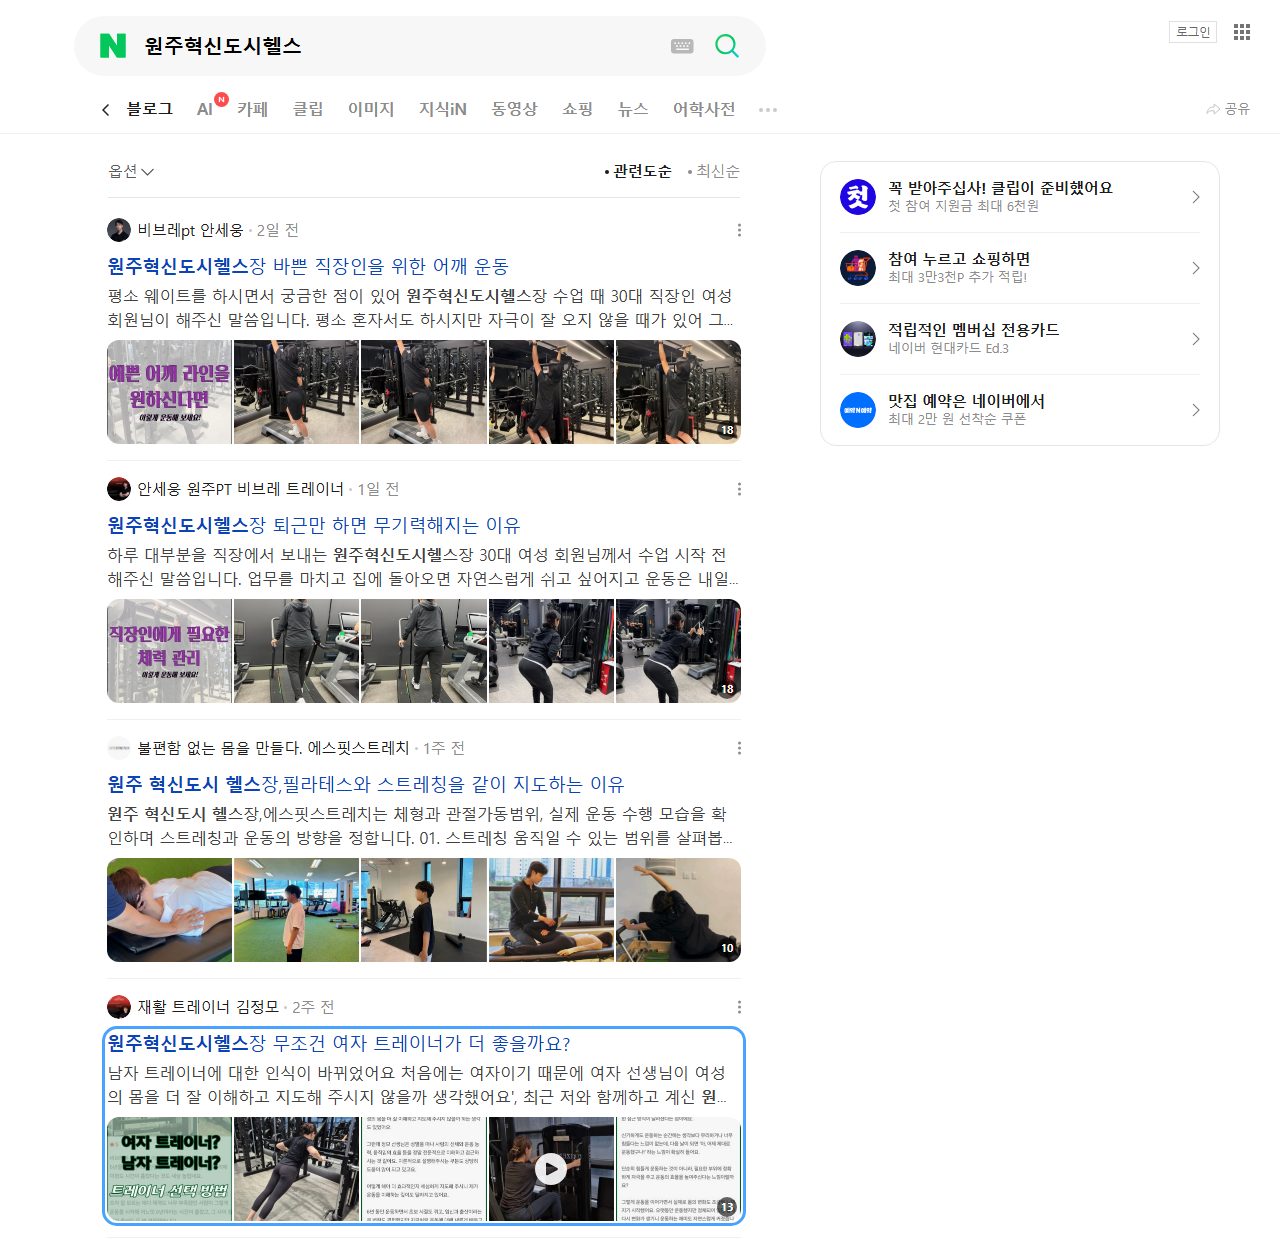 원주혁신도시헬스
로그인
블로그 AI N 카페 클립 이미지 지식iN 동영상 쇼핑 뉴스 어학사전
공유
옵션
• 관련도순 • 최신순
비브레pt 안세웅 · 2일 전
원주혁신도시헬스장 바쁜 직장인을 위한 어깨 운동
평소 웨이트를 하시면서 궁금한 점이 있어 원주혁신도시헬스장 수업 때 30대 직장인 여성
회원님이 해주신 말씀입니다. 평소 혼자서도 하시지만 자극이 잘 오지 않을 때가 있어 그...
예쁜 어깨 라인을
원하신다면
이렇게 운동해 보세요!
18
안세웅 원주PT 비브레 트레이너 · 1일 전
원주혁신도시헬스장 퇴근만 하면 무기력해지는 이유
하루 대부분을 직장에서 보내는 원주혁신도시헬스장 30대 여성 회원님께서 수업 시작 전
해주신 말씀입니다. 업무를 마치고 집에 돌아오면 자연스럽게 쉬고 싶어지고 운동은 내일...
직장인에게 필요한
체력 관리
이렇게 운동해 보세요!
18
불편함 없는 몸을 만들다. 에스핏스트레치 · 1주 전
원주 혁신도시 헬스장,필라테스와 스트레칭을 같이 지도하는 이유
원주 혁신도시 헬스장,에스핏스트레치는 체형과 관절가동범위, 실제 운동 수행 모습을 확
인하며 스트레칭과 운동의 방향을 정합니다. 01. 스트레칭 움직일 수 있는 범위를 살펴봅...
10
재활 트레이너 김정모 · 2주 전
원주혁신도시헬스장 무조건 여자 트레이너가 더 좋을까요?
남자 트레이너에 대한 인식이 바뀌었어요 처음에는 여자이기 때문에 여자 선생님이 여성
의 몸을 더 잘 이해하고 지도해 주시지 않을까 생각했어요', 최근 저와 함께하고 계신 원...
여자 트레이너?
남자 트레이너?
트레이너 선택 방법
13
첫
꼭 받아주십사! 클립이 준비했어요
첫 참여 지원금 최대 6천원
참여 누르고 쇼핑하면
최대 3만3천P 추가 적립!
적립적인 멤버십 전용카드
네이버 현대카드 Ed.3
맛집 예약은 네이버에서
최대 2만 원 선착순 쿠폰